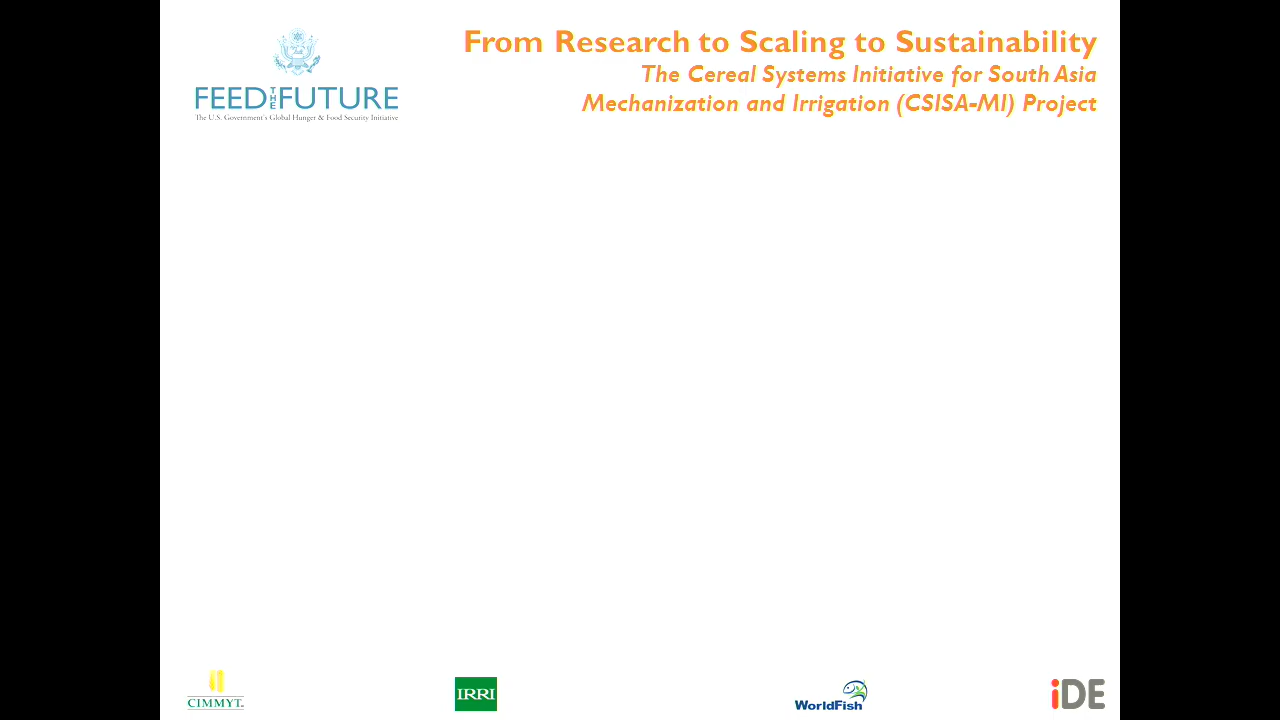 From Research to Scaling to Sustainability
The Cereal Systems Initiative for South Asia
Mechanization and Irrigation (CSISA-MI) Project
FEED THE FUTURE
The U.S. Government's Global Hunger & Food Security Initiative
CIMMYT
IRRI
WorldFish
iDE